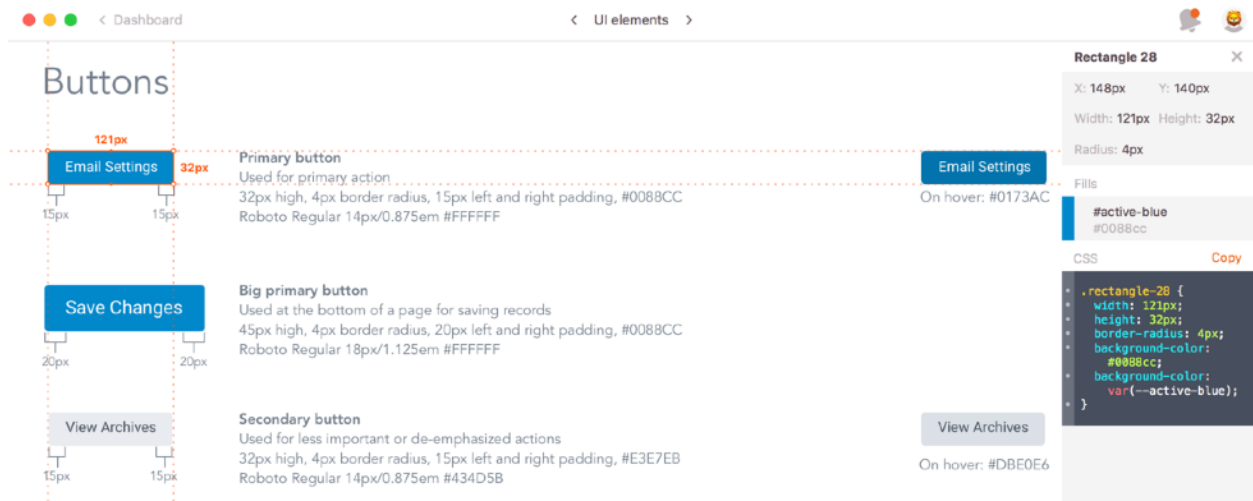 < Dashboard
< UI elements >
Buttons
121px
Email Settings
32px
15px
15px
Primary button
Used for primary action
32px high, 4px border radius, 15px left and right padding, #0088CC
Roboto Regular 14px/0.875em #FFFFFF
Email Settings
On hover: #0173AC
Save Changes
20px
20px
Big primary button
Used at the bottom of a page for saving records
45px high, 4px border radius, 20px left and right padding, #0088CC
Roboto Regular 18px/1.125em #FFFFFF
View Archives
15px
15px
Secondary button
Used for less important or de-emphasized actions
32px high, 4px border radius, 15px left and right padding, #E3E7EB
Roboto Regular 14px/0.875em #434D5B
View Archives
On hover: #DBE0E6
Rectangle 28 ×
X: 148px Y: 140px
Width: 121px Height: 32px
Radius: 4px
Fills
#active-blue
#0088cc
CSS Copy
.rectangle-28 {
width: 121px;
height: 32px;
border-radius: 4px;
background-color:
#0088cc;
background-color:
var(--active-blue);
}